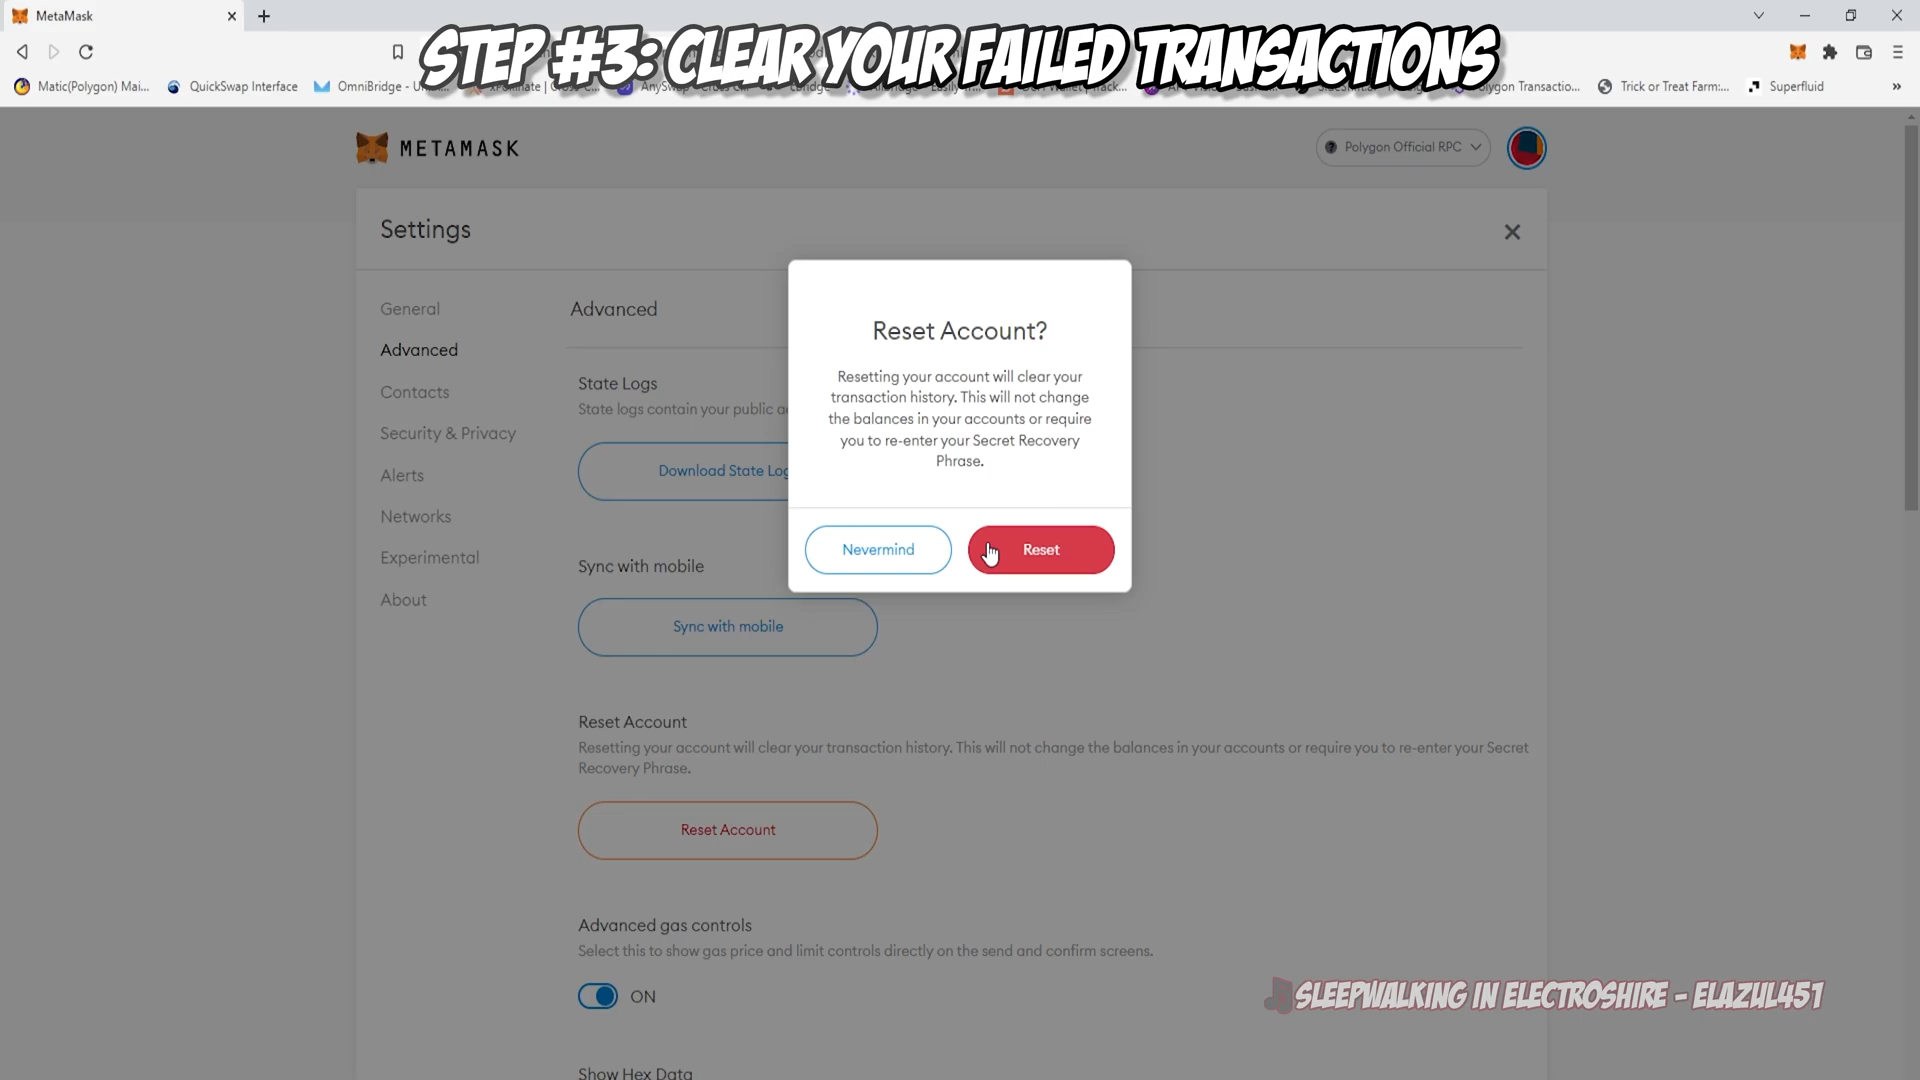 MetaMask
STEP #3: CLEAR YOUR FAILED TRANSACTIONS
Matic(Polygon) Mai...
QuickSwap Interface
OmniBridge -
Trick or Treat Farm:...
Superfluid
METAMASK
Polygon Official RPC
Settings
General
Advanced
Contacts
Security & Privacy
Alerts
Networks
Experimental
About
Advanced
State Logs
State logs contain your public
Download State
Sync with mobile
Sync with mobile
Reset Account
Resetting your account will clear your transaction history. This will not change the balances in your accounts or require you to re-enter your Secret
Recovery Phrase.
Reset Account
Advanced gas controls
Select this to show gas price and limit controls directly on the send and confirm screens.
ON
Show Hex Data
Reset Account?
Resetting your account will clear your
transaction history. This will not change
the balances in your accounts or require
you to re-enter your Secret Recovery
Phrase.
Nevermind
Reset
SLEEPWALKING IN ELECTROSHIRE - ELAZUL451